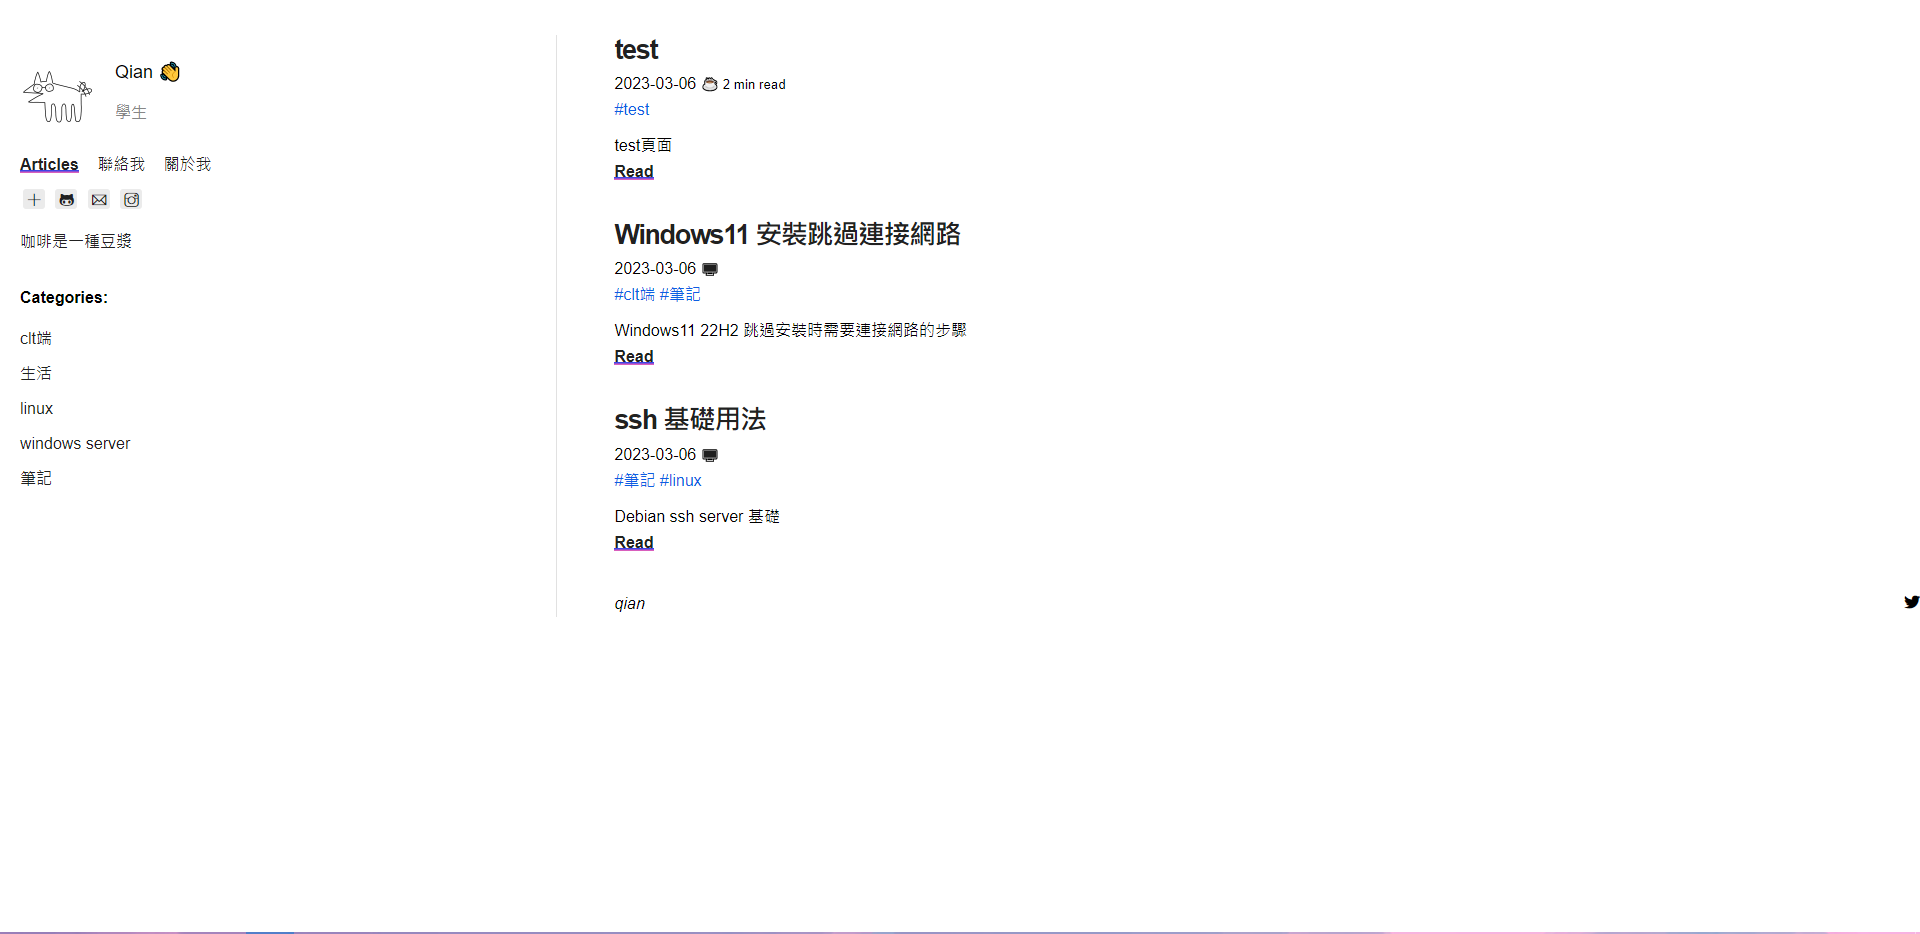 Qian
學生
Articles 聯絡我 關於我
咖啡是一種豆漿
Categories:
clt端
生活
linux
windows server
筆記
test
2023-03-06 2 min read
#test
test頁面
Read
Windows11 安裝跳過連接網路
2023-03-06
#clt端 #筆記
Windows11 22H2 跳過安裝時需要連接網路的步驟
Read
ssh 基礎用法
2023-03-06
#筆記 #linux
Debian ssh server 基礎
Read
qian